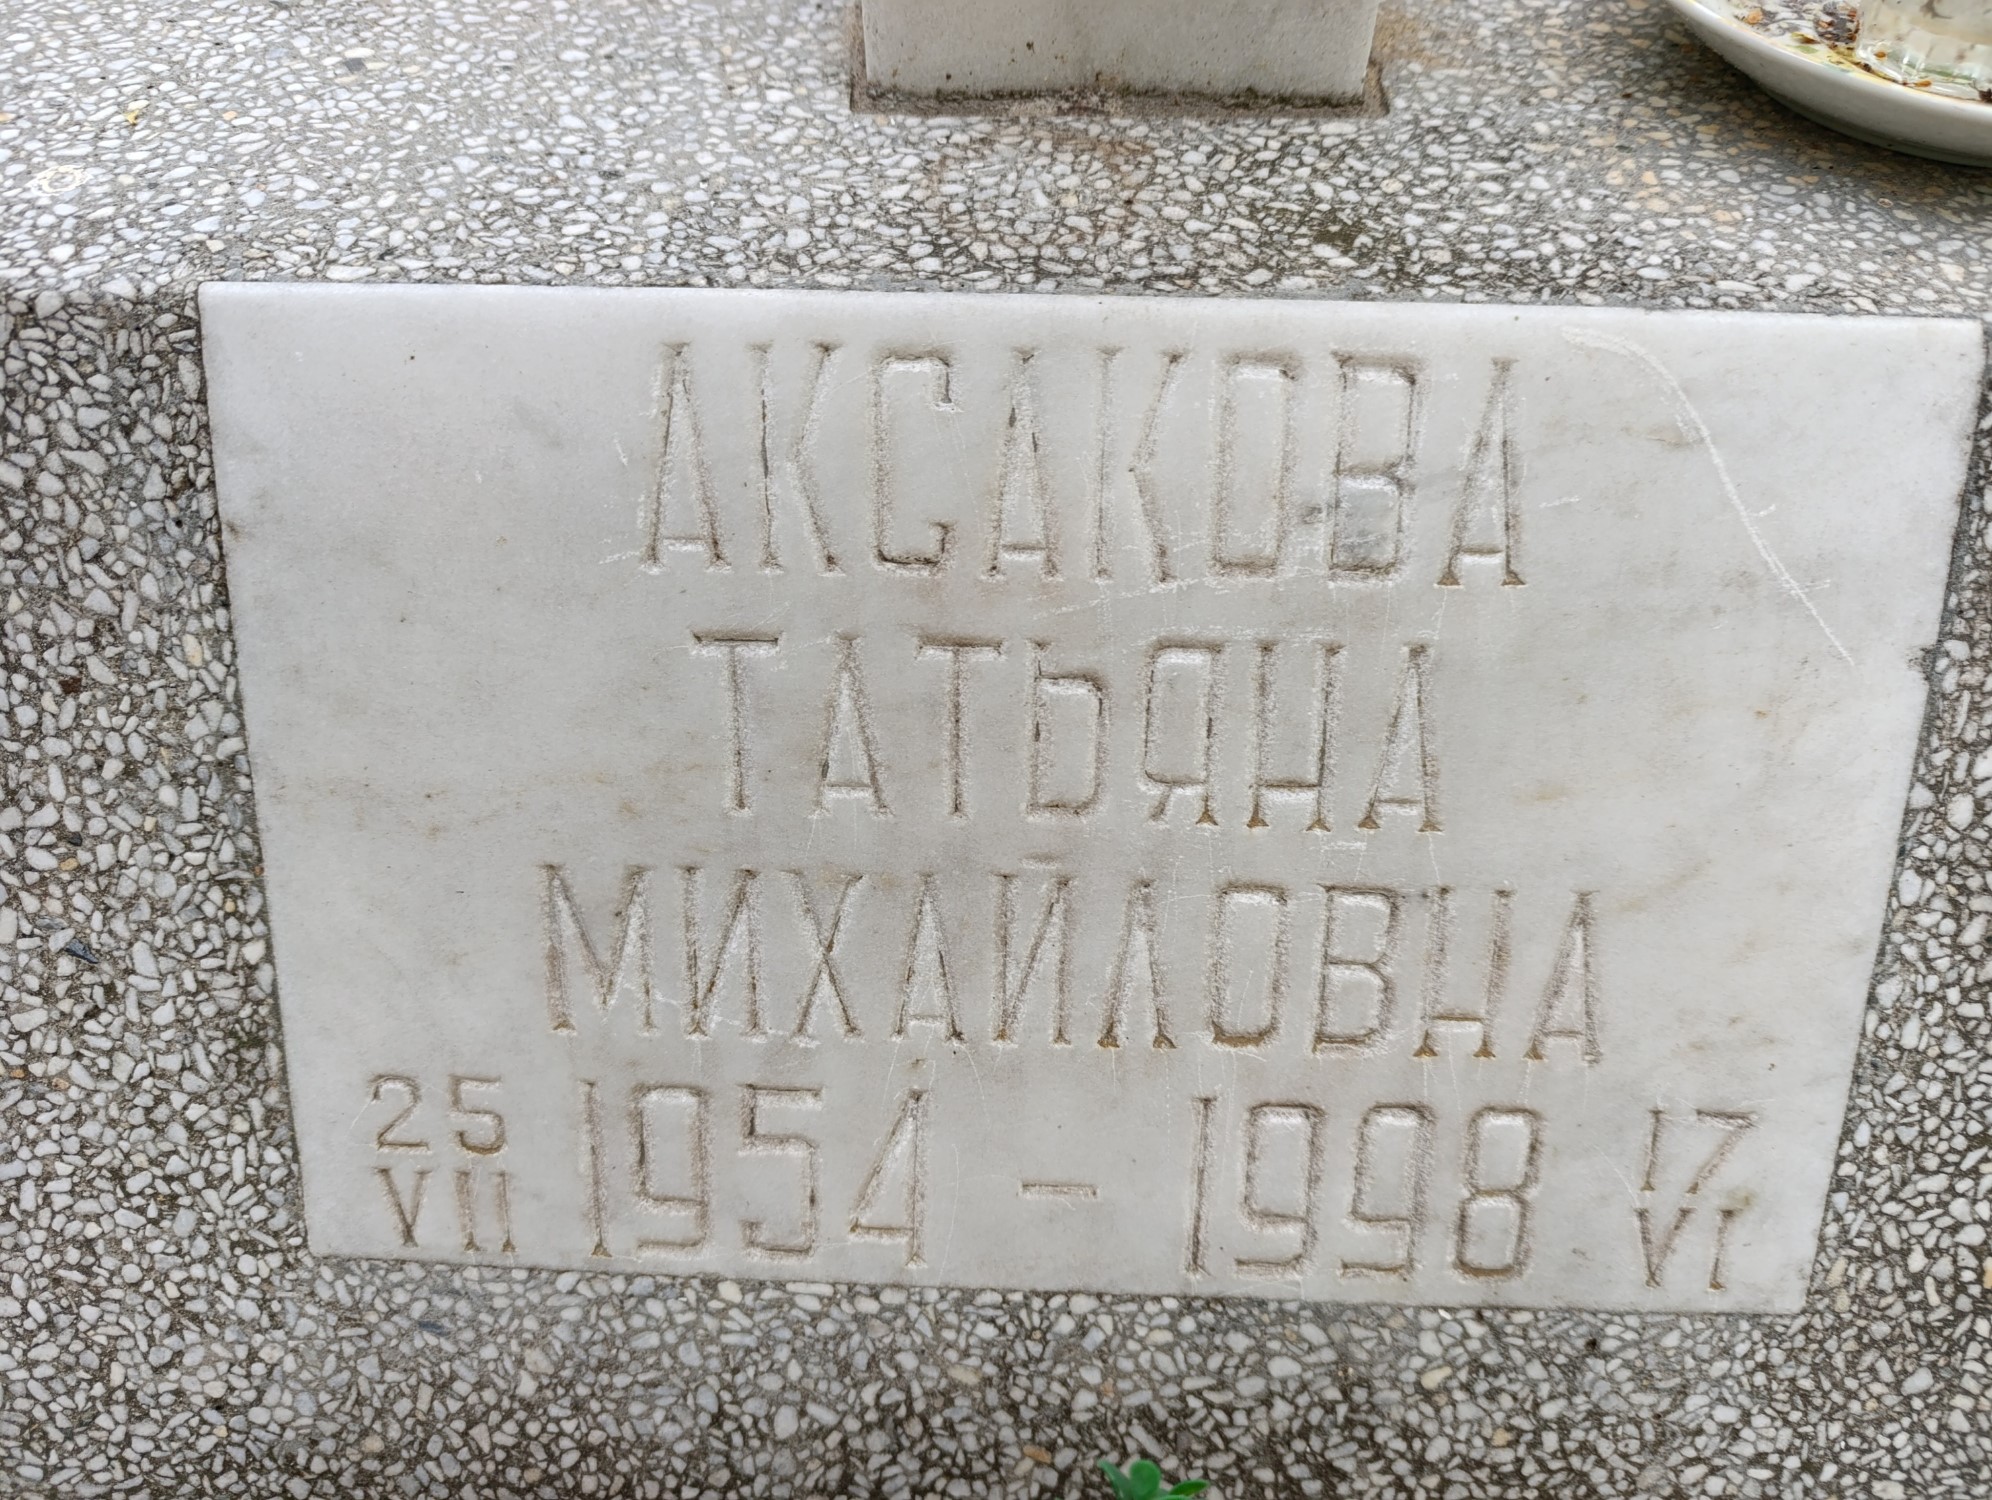 АКСАКОВА
ТАТЬЯНА
МИХАЙЛОВНА
25 VII 1954 - 1998 17 VI